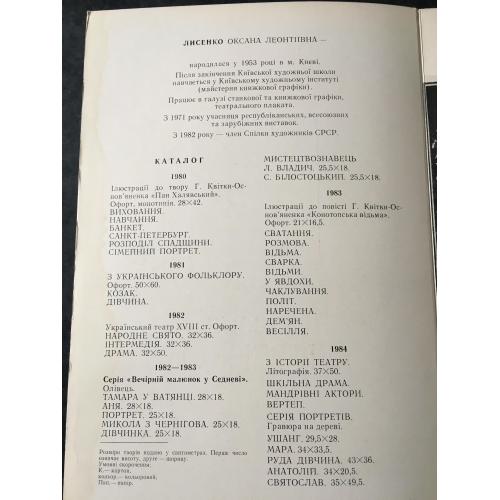 ЛИСЕНКО ОКСАНА ЛЕОНТІЇВНА —
народилася у 1953 році в м. Києві.
Після закінчення Київської художньої школи
навчається у Київському художньому інституті
(майстерня книжкової графіки).
Працює в галузі станкової та книжкової графіки,
театрального плаката.
З 1971 року учасниця республіканських, всесоюзних
та зарубіжних виставок.
З 1982 року — член Спілки художників СРСР.
КАТАЛОГ
1980
Ілюстрації до твору Г. Квітки-Ос-
нов'яненка «Пан Халявський».
Офорт, монотипія. 28×42.
ВИХОВАННЯ.
НАВЧАННЯ.
БАНКЕТ.
САНКТ-ПЕТЕРБУРГ.
РОЗПОДІЛ СПАДЩИНИ.
СІМЕЙНИЙ ПОРТРЕТ.
1981
З УКРАЇНСЬКОГО ФОЛЬКЛОРУ.
Офорт. 50×60.
КОЗАК.
ДІВЧИНА.
1982
Український театр XVIII ст. Офорт.
НАРОДНЕ СВЯТО. 32×36.
ІНТЕРМЕДІЯ. 32×36.
ДРАМА. 32×50.
1982—1983
Серія «Вечірній малюнок у Седневі».
Олівець.
ТАМАРА У ВАТЯНЦІ. 28×18.
АНЯ. 28×18.
ПОРТРЕТ. 25×18.
МИКОЛА З ЧЕРНІГОВА. 25×18.
ДІВЧИНКА. 25×18.
Розміри творів подано у сантиметрах. Перше число
означає висоту, друге — ширину.
Умовні скорочення:
К.— картон,
кольор.— кольоровий,
Пап.— папір.
МИСТЕЦТВОЗНАВЕЦЬ
Л. ВЛАДИЧ. 25,5×18.
С. БІЛОСТОЦЬКИЙ. 25,5×18.
1983
Ілюстрації до повісті Г. Квітки-Ос-
нов'яненка «Конотопська відьма».
Офорт. 21×16,5.
СВАТАННЯ.
РОЗМОВА.
ВІДЬМА.
СВАРКА.
ВІДЬМИ.
У ЯВДОХИ.
ЧАКЛУВАННЯ.
ПОЛІТ.
НАРЕЧЕНА.
ДЕМ'ЯН.
ВЕСІЛЛЯ.
1984
З ІСТОРІЇ ТЕАТРУ.
Літографія. 37×50.
ШКІЛЬНА ДРАМА.
МАНДРІВНІ АКТОРИ.
ВЕРТЕП.
СЕРІЯ ПОРТРЕТІВ.
Гравюра на дереві.
УШАНГ. 29,5×28.
МАРА. 34×33,5.
РУДА ДІВЧИНА. 43×36.
АНАТОЛІЙ. 34×20,5.
СВЯТОСЛАВ. 35×49,5.